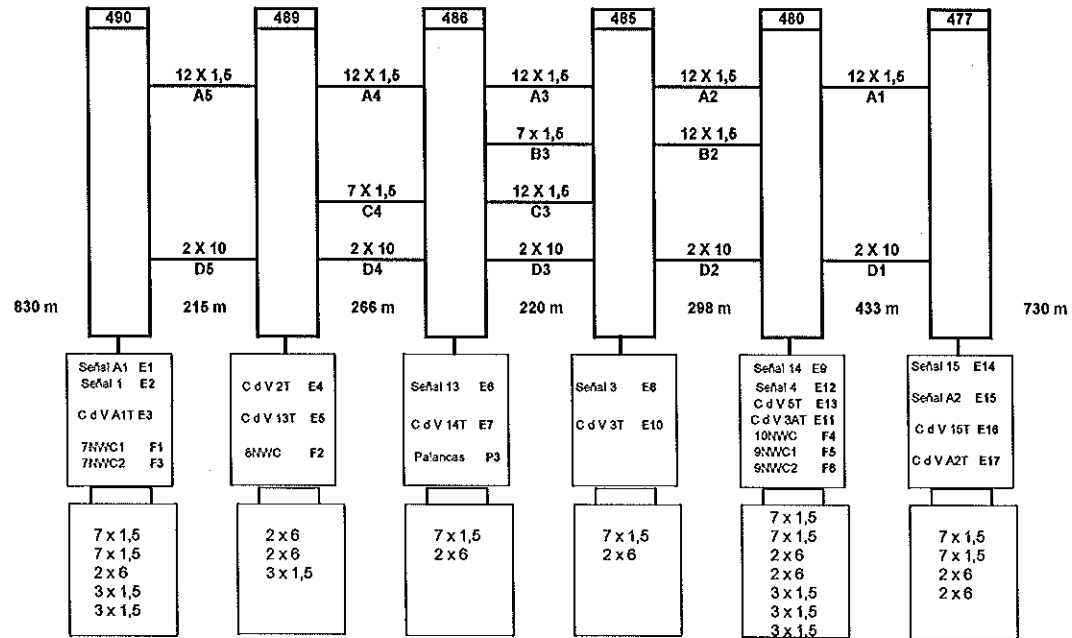 490 489 486 485 480 477
12 X 1,5 12 X 1,5 12 X 1,5 12 X 1,5 12 X 1,5
A5 A4 A3 A2 A1
7 x 1,5 12 X 1,5
B3 B2
7 X 1,5 12 X 1,5
C4 C3
2 X 10 2 X 10 2 X 10 2 X 10 2 X 10
D5 D4 D3 D2 D1
830 m 215 m 266 m 220 m 298 m 433 m 730 m
Señal A1 E1
Señal 1 E2
C d V A1T E3
7NWC1 F1
7NWC2 F3
C d V 2T E4
C d V 13T E5
6NWC F2
Señal 13 E6
C d V 14T E7
Palancas P3
Señal 3 E8
C d V 3T E10
Señal 14 E9
Señal 4 E12
C d V 5T E13
C d V 3AT E11
10NWC F4
9NWC1 F5
9NWC2 F6
Señal 15 E14
Señal A2 E15
C d V 15T E16
C d V A2T E17
7 x 1,5
7 x 1,5
2 x 6
3 x 1,5
3 x 1,5
2 x 6
2 x 6
3 x 1,5
7 x 1,5
2 x 6
7 x 1,5
2 x 6
7 x 1,5
7 x 1,5
2 x 6
2 x 6
3 x 1,5
3 x 1,5
3 x 1,5
7 x 1,5
7 x 1,5
2 x 6
2 x 6